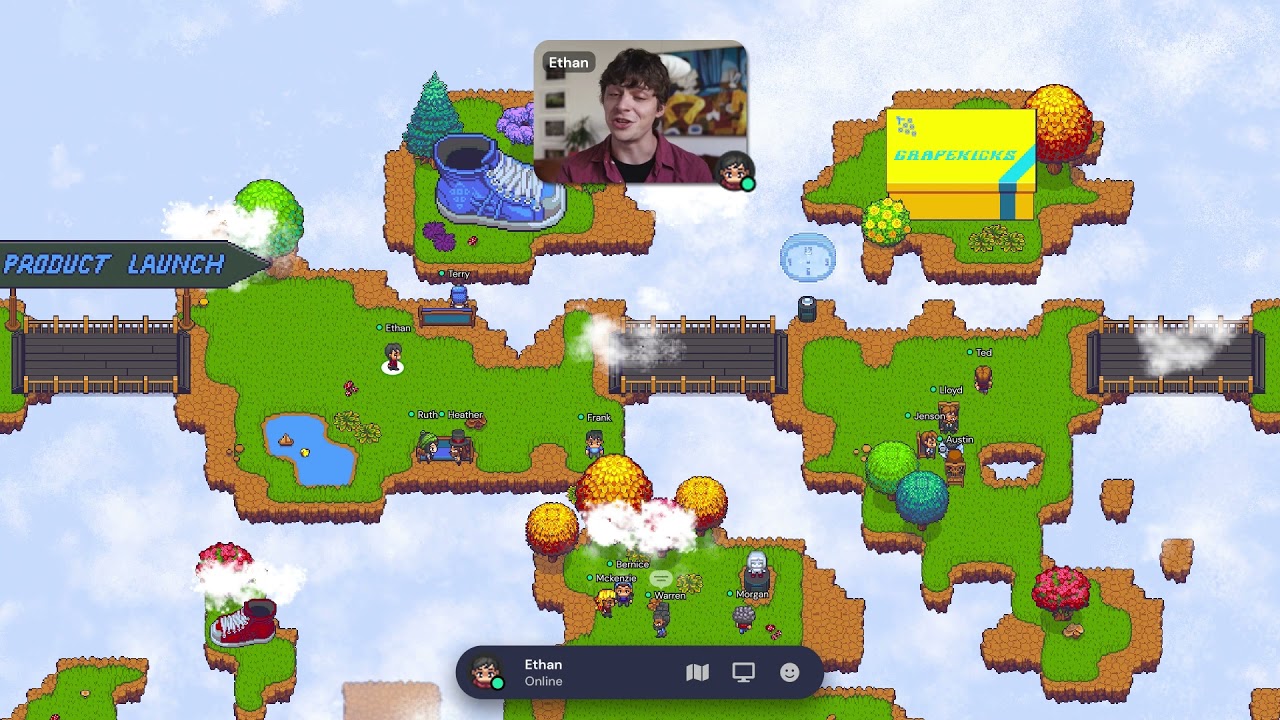 Ethan
GRAPEKICKS
PRODUCT LAUNCH
Terry
Ethan
Ted
Lloyd
Ruth
Heather
Frank
Jenson
Austin
Bernice
Mckenzie
Warren
Morgan
Ethan
Online